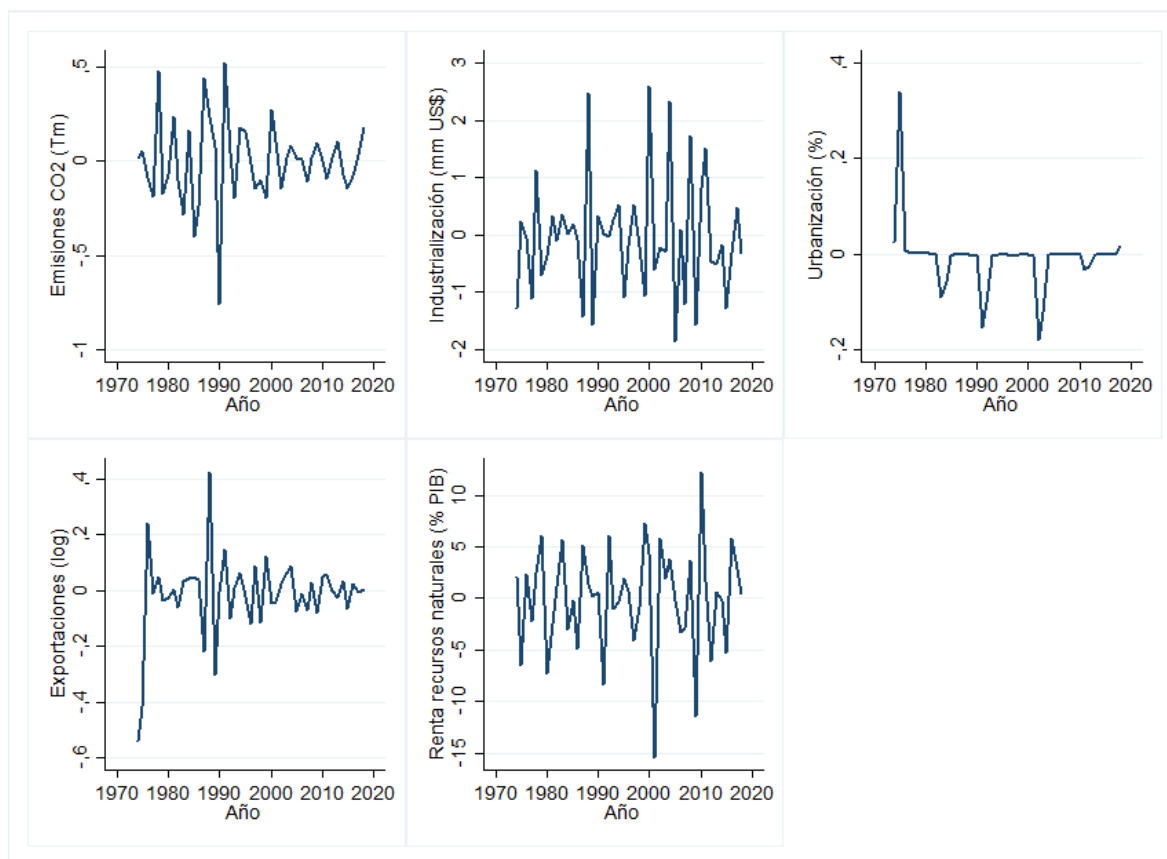 Emisiones CO2 (Tm)
,5
0
-,5
-1
1970 1980 1990 2000 2010 2020
Año
Industrialización (mm US$)
3
2
1
0
-1
-2
1970 1980 1990 2000 2010 2020
Año
Urbanización (%)
,4
,2
0
-,2
1970 1980 1990 2000 2010 2020
Año
Exportaciones (log)
,4
,2
0
-,2
-,4
-,6
1970 1980 1990 2000 2010 2020
Año
Renta recursos naturales (% PIB)
10
5
0
-5
-10
-15
1970 1980 1990 2000 2010 2020
Año